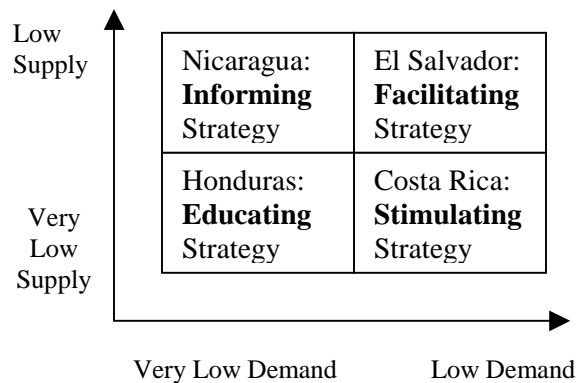 Low
Supply
Nicaragua:
Informing
Strategy
El Salvador:
Facilitating
Strategy
Honduras:
Educating
Strategy
Costa Rica:
Stimulating
Strategy
Very
Low
Supply
Very Low Demand
Low Demand